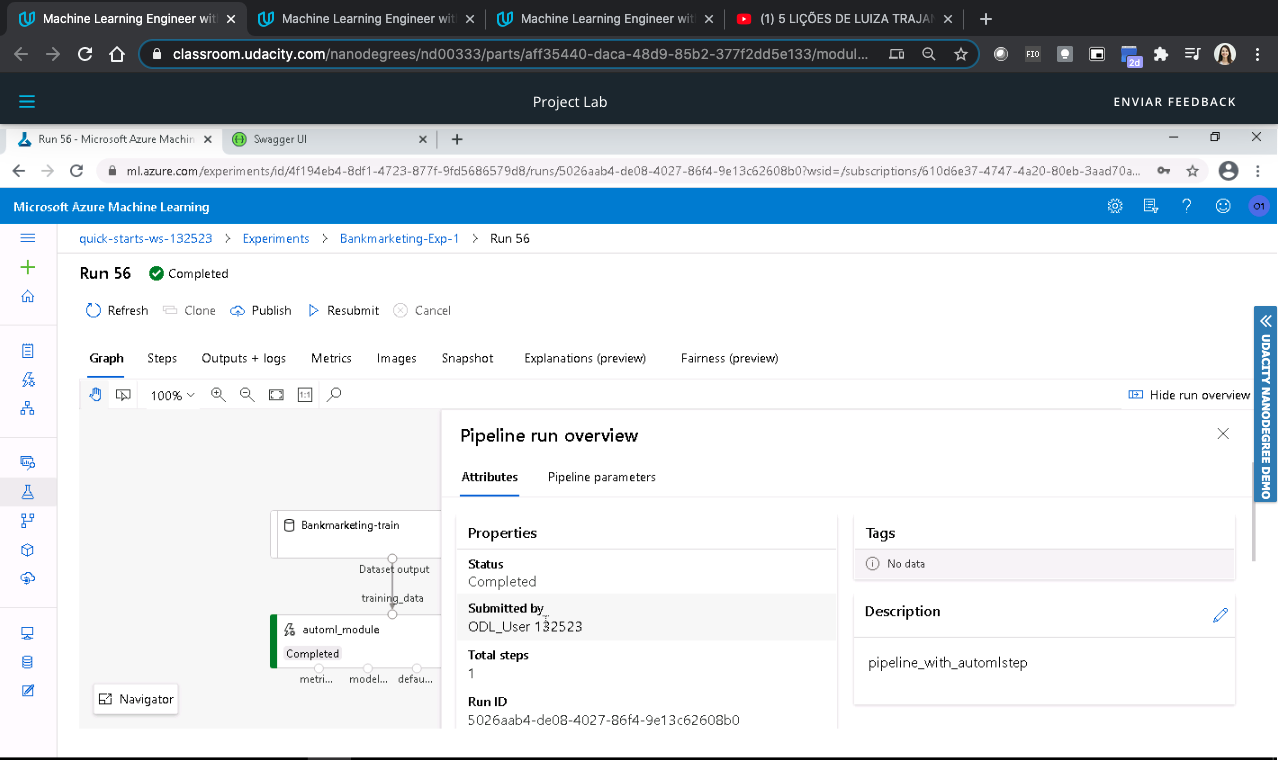 Machine Learning Engineer wit
Machine Learning Engineer wit
Machine Learning Engineer wit
(1) 5 LIÇÕES DE LUIZA TRAJAN
classroom.udacity.com/nanodegrees/nd00333/parts/aff35440-daca-48d9-85b2-377f2dd5e133/modul...
FIO
2d
Project Lab
ENVIAR FEEDBACK
Run 56 - Microsoft Azure Machin
Swagger UI
ml.azure.com/experiments/id/4f194eb4-8df1-4723-877f-9fd5686579d8/runs/5026aab4-de08-4027-86f4-9e13c62608b0?wsid=/subscriptions/610d6e37-4747-4a20-80eb-3aad70a...
Microsoft Azure Machine Learning
O1
quick-starts-ws-132523 > Experiments > Bankmarketing-Exp-1 > Run 56
Run 56 Completed
Refresh Clone Publish Resubmit Cancel
Graph Steps Outputs + logs Metrics Images Snapshot Explanations (preview) Fairness (preview)
100% 1:1
Hide run overview
UDACITY NANODEGREE DEMO
Bankmarketing-train
Dataset output
training_data
automl_module
Completed
metri... model... defau...
Navigator
Pipeline run overview
Attributes Pipeline parameters
Properties
Status
Completed
Submitted by
ODL_User 132523
Total steps
1
Run ID
5026aab4-de08-4027-86f4-9e13c62608b0
Tags
No data
Description
pipeline_with_automlstep